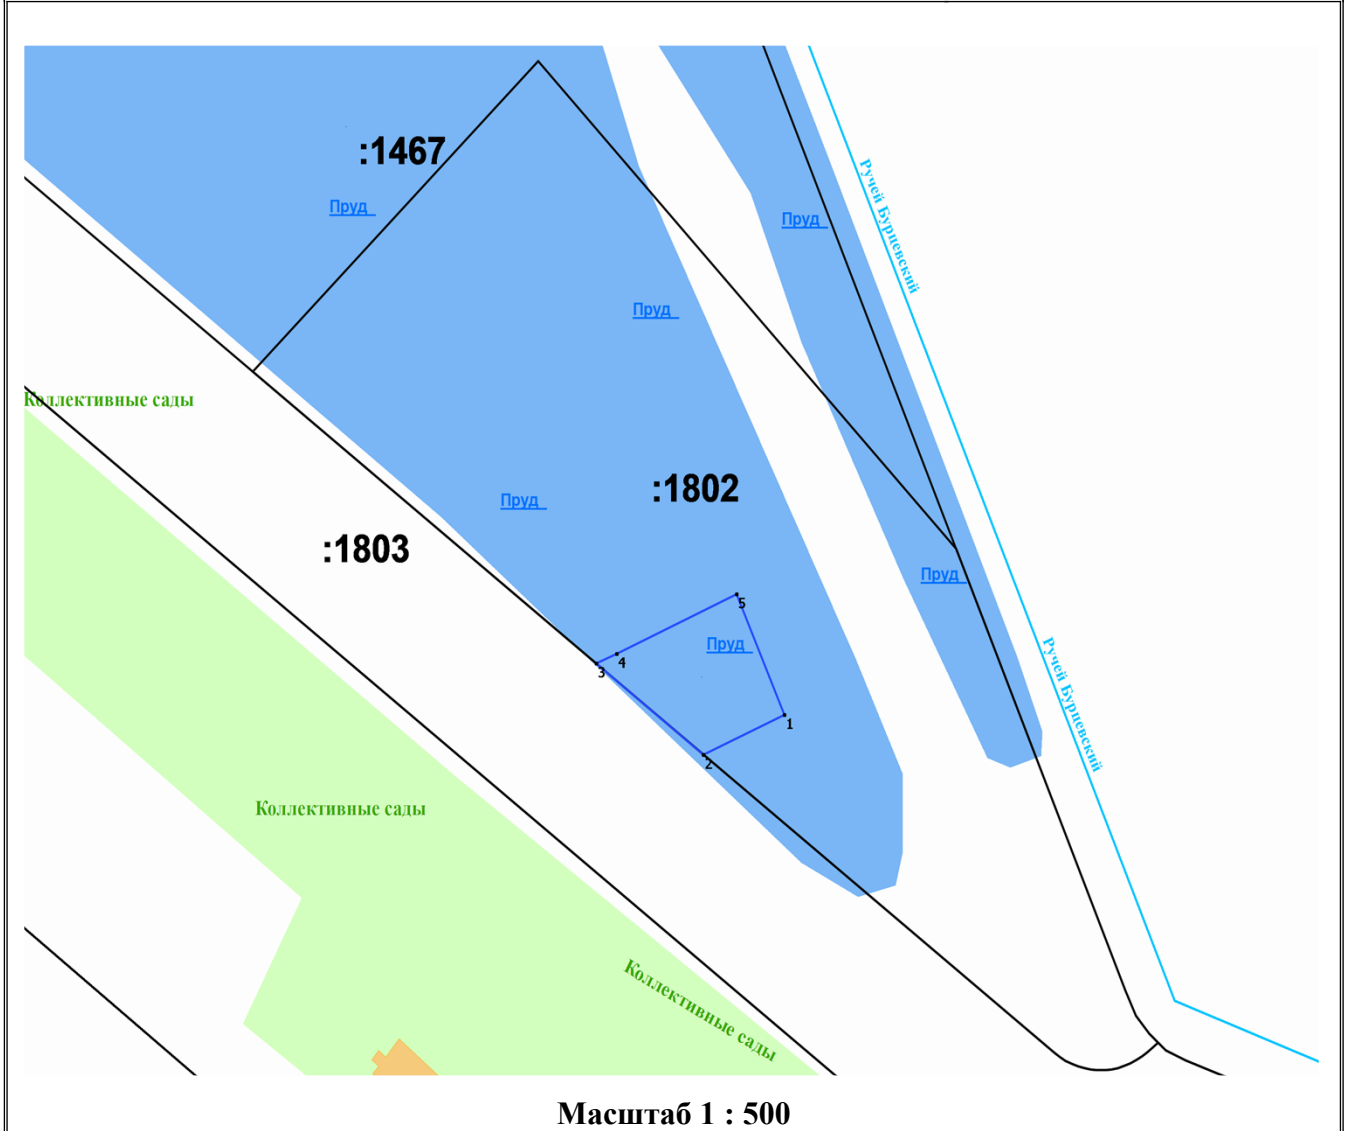 :1467
Ручей Бурцевский
Пруд
Пруд
Пруд
Коллективные сады
:1802
Пруд
:1803
Пруд
5
Пруд
4
3
Ручей Бурцевский
1
2
Коллективные сады
Коллективные сады
Масштаб 1 : 500